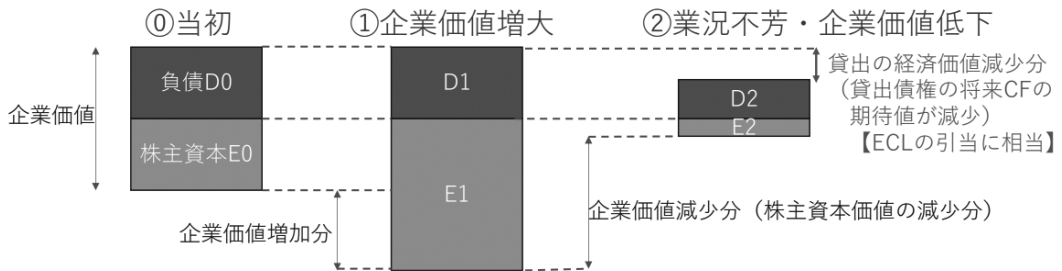 ⓪当初
①企業価値増大
②業況不芳・企業価値低下
企業価値
負債D0
株主資本E0
D1
E1
企業価値増加分
D2
E2
貸出の経済価値減少分
（貸出債権の将来CFの
期待値が減少）
【ECLの引当に相当】
企業価値減少分（株主資本価値の減少分）